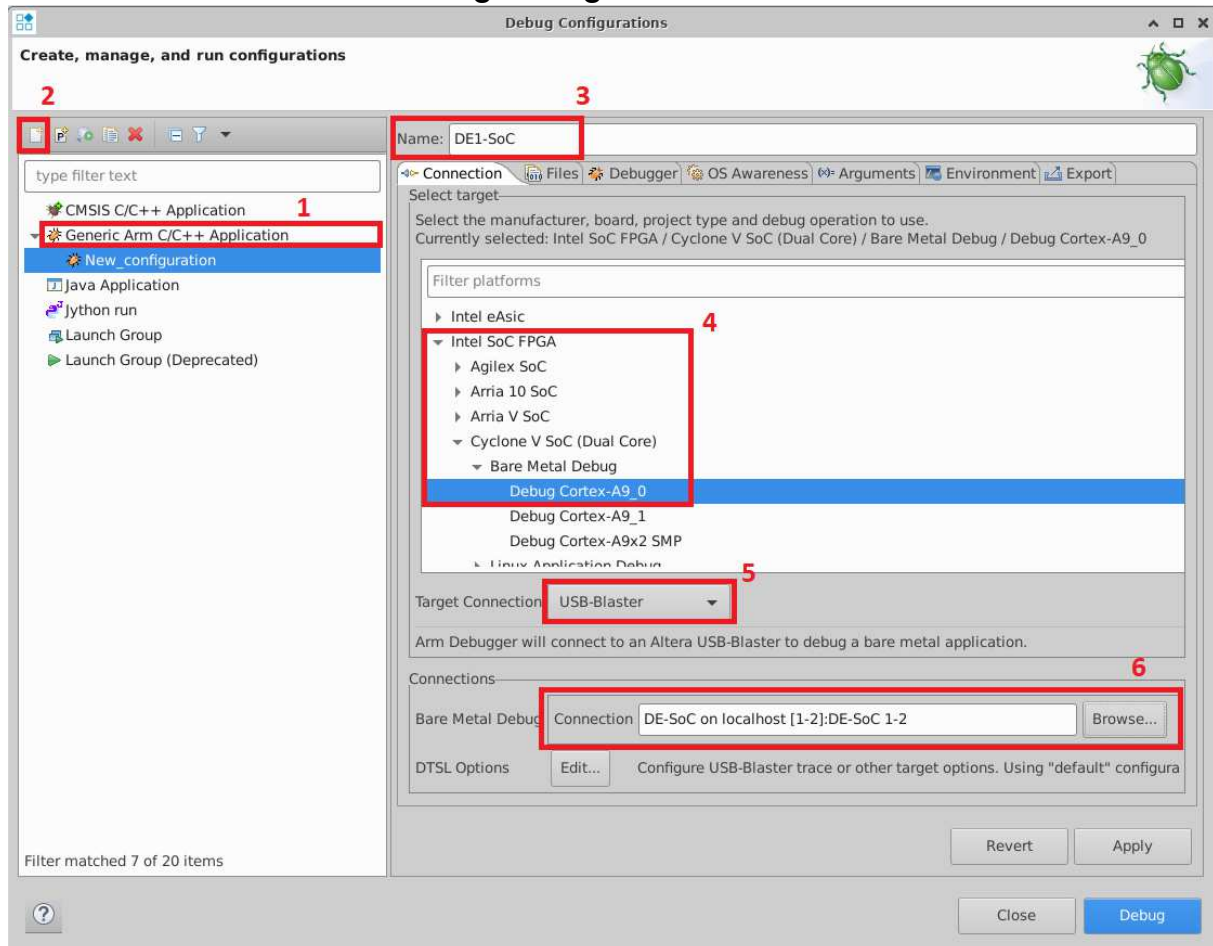 Debug Configurations
Create, manage, and run configurations
2
3
Name: DE1-SoC
type filter text
Connection Files Debugger OS Awareness Arguments Environment Export
Select target
CMSIS C/C++ Application
1
Generic Arm C/C++ Application
New_configuration
Java Application
Jython run
Launch Group
Launch Group (Deprecated)
Select the manufacturer, board, project type and debug operation to use.
Currently selected: Intel SoC FPGA / Cyclone V SoC (Dual Core) / Bare Metal Debug / Debug Cortex-A9_0
Filter platforms
Intel eAsic
4
Intel SoC FPGA
Agilex SoC
Arria 10 SoC
Arria V SoC
Cyclone V SoC (Dual Core)
Bare Metal Debug
Debug Cortex-A9_0
Debug Cortex-A9_1
Debug Cortex-A9x2 SMP
Linux Application Debug
5
Target Connection USB-Blaster
Arm Debugger will connect to an Altera USB-Blaster to debug a bare metal application.
6
Connections
Bare Metal Debug Connection DE-SoC on localhost [1-2]:DE-SoC 1-2 Browse...
DTSL Options Edit... Configure USB-Blaster trace or other target options. Using "default" configura
Revert Apply
Filter matched 7 of 20 items
? Close Debug